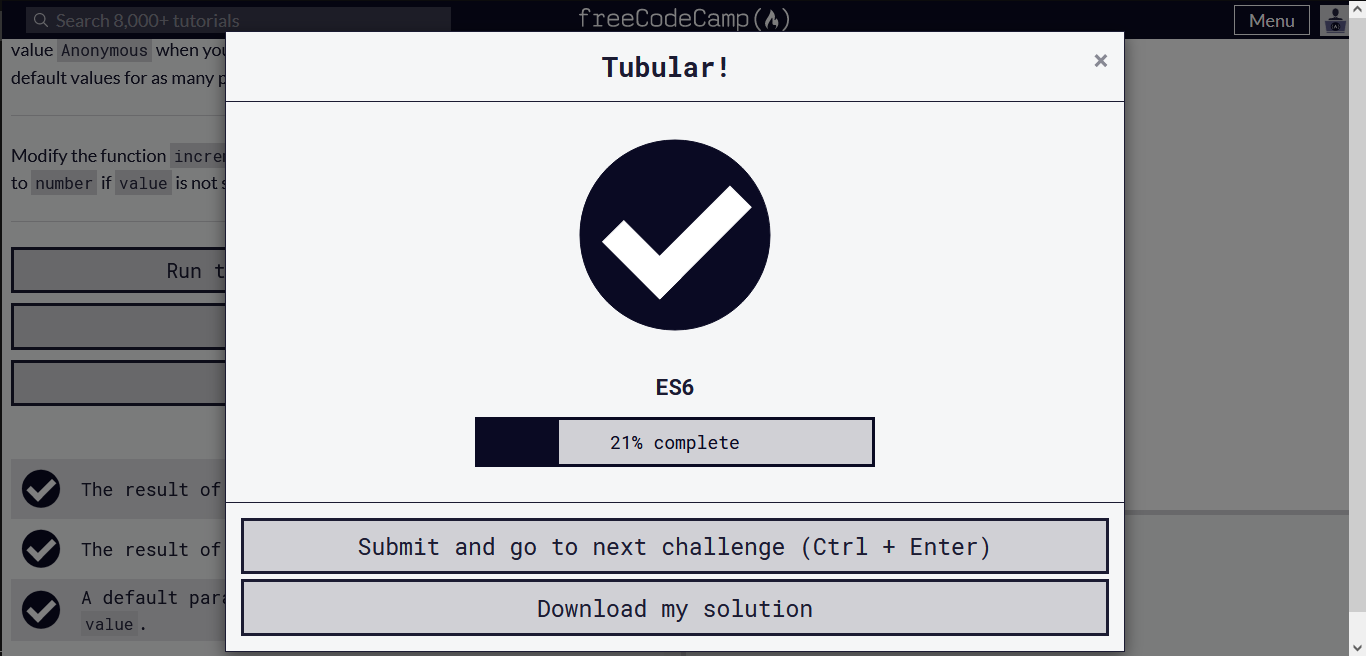 Search 8,000+ tutorials
freeCodeCamp
Menu
value Anonymous when you
default values for as many
Modify the function
to number if value is not
Run
The result of
The result of
A default
value.
Tubular!
×
ES6
21% complete
Submit and go to next challenge (Ctrl + Enter)
Download my solution